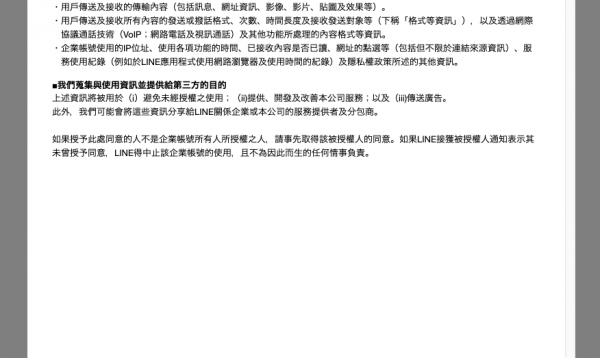 ・用戶傳送及接收的傳輸內容（包括訊息、網址資訊、影像、影片、貼圖及效果等）。
・用戶傳送及接收所有內容的發送或撥話格式、次數、時間長度及接收發送對象等（下稱「格式等資訊」），以及透過網際
協議通話技術（VoIP；網路電話及視訊通話）及其他功能所處理的內容格式等資訊。
・企業帳號使用的IP位址、使用各項功能的時間、已接收內容是否已讀、網址的點選等（包括但不限於連結來源資訊）、服
務使用紀錄（例如於LINE應用程式使用網路瀏覽器及使用時間的紀錄）及隱私權政策所述的其他資訊。
■我們蒐集與使用資訊並提供給第三方的目的
上述資訊將被用於（i）避免未經授權之使用；（ii)提供、開發及改善本公司服務；以及（iii)傳送廣告。
此外，我們可能會將這些資訊分享給LINE關係企業或本公司的服務提供者及分包商。
如果授予此處同意的人不是企業帳號所有人所授權之人，請事先取得該被授權人的同意。如果LINE接獲被授權人通知表示其
未曾授予同意，LINE得中止該企業帳號的使用，且不為因此而生的任何情事負責。